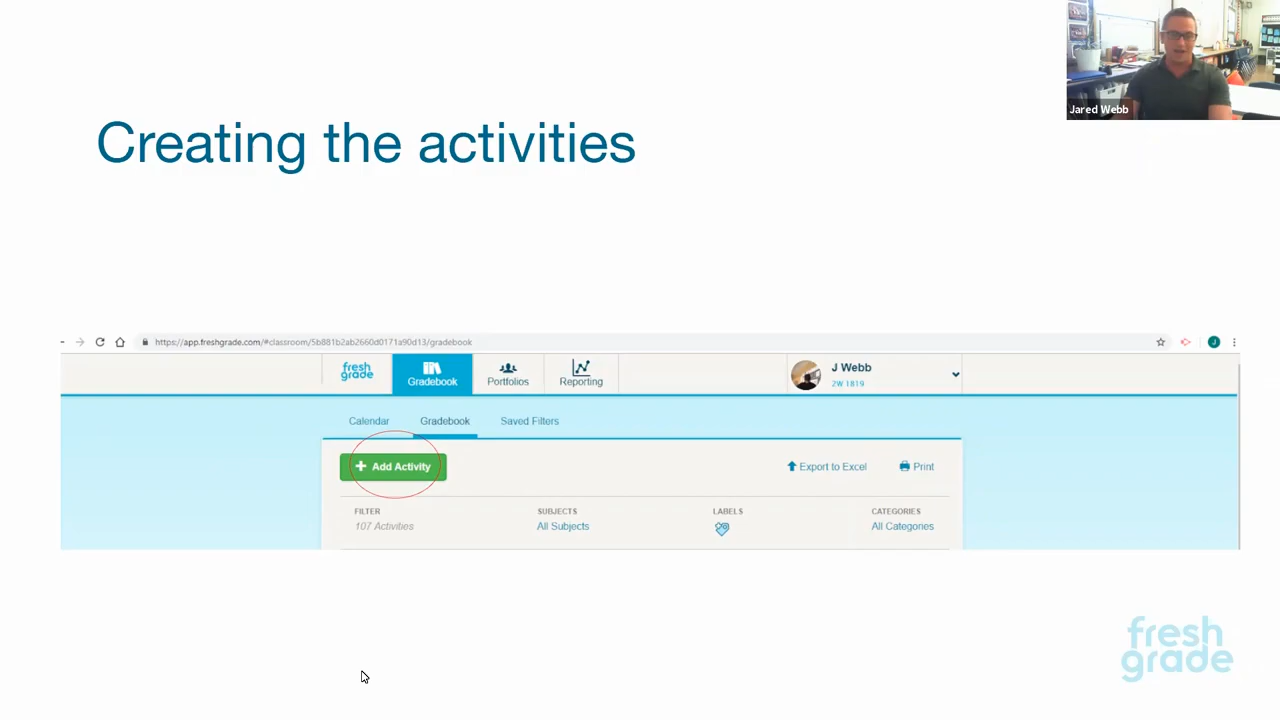 Jared Webb
Creating the activities
https://app.freshgrade.com/#classroom/5b881b2ab2660d0171a90d13/gradebook
J
fresh
grade
Gradebook
Portfolios
Reporting
J Webb
2W 1819
Calendar
Gradebook
Saved Filters
+ Add Activity
Export to Excel
Print
FILTER
SUBJECTS
LABELS
CATEGORIES
107 Activities
All Subjects
All Categories
fresh
grade